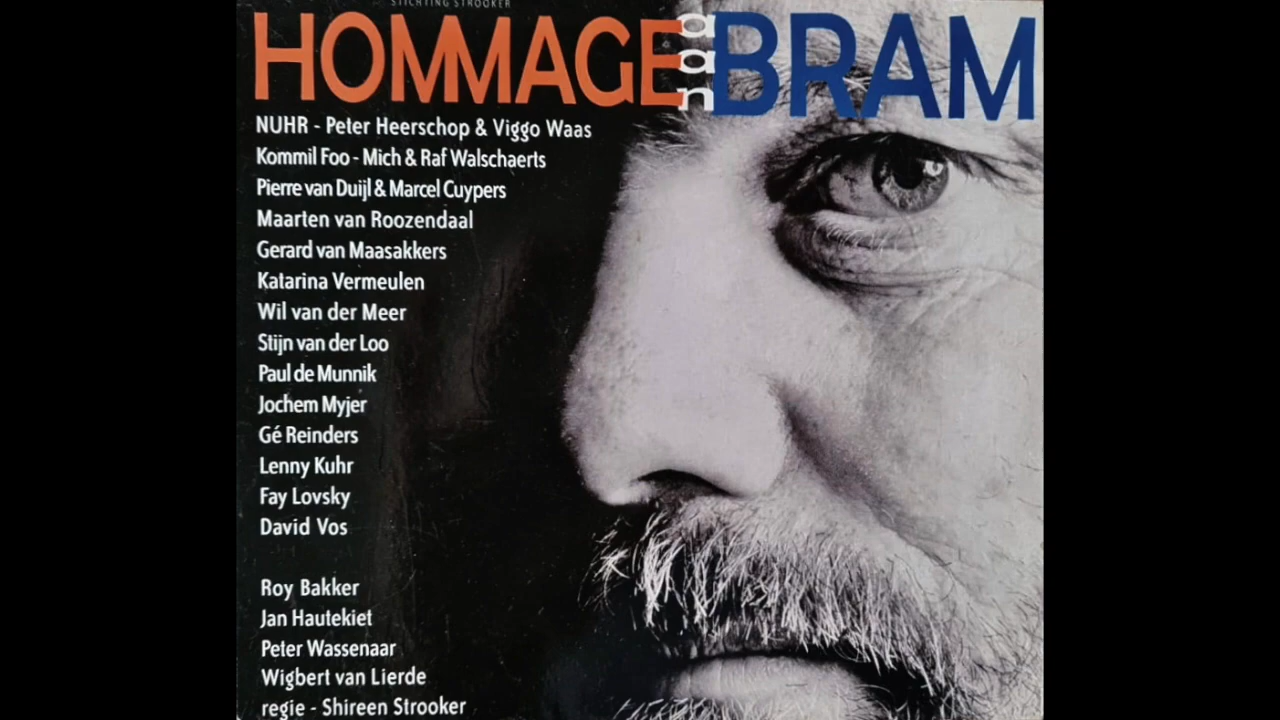 STICHTING STROOKER
HOMMAGE aan BRAM
NUHR - Peter Heerschop & Viggo Waas
Kommil Foo - Mich & Raf Walschaerts
Pierre van Duijl & Marcel Cuypers
Maarten van Roozendaal
Gerard van Maasakkers
Katarina Vermeulen
Wil van der Meer
Stijn van der Loo
Paul de Munnik
Jochem Myjer
Gé Reinders
Lenny Kuhr
Fay Lovsky
David Vos
Roy Bakker
Jan Hautekiet
Peter Wassenaar
Wigbert van Lierde
regie - Shireen Strooker